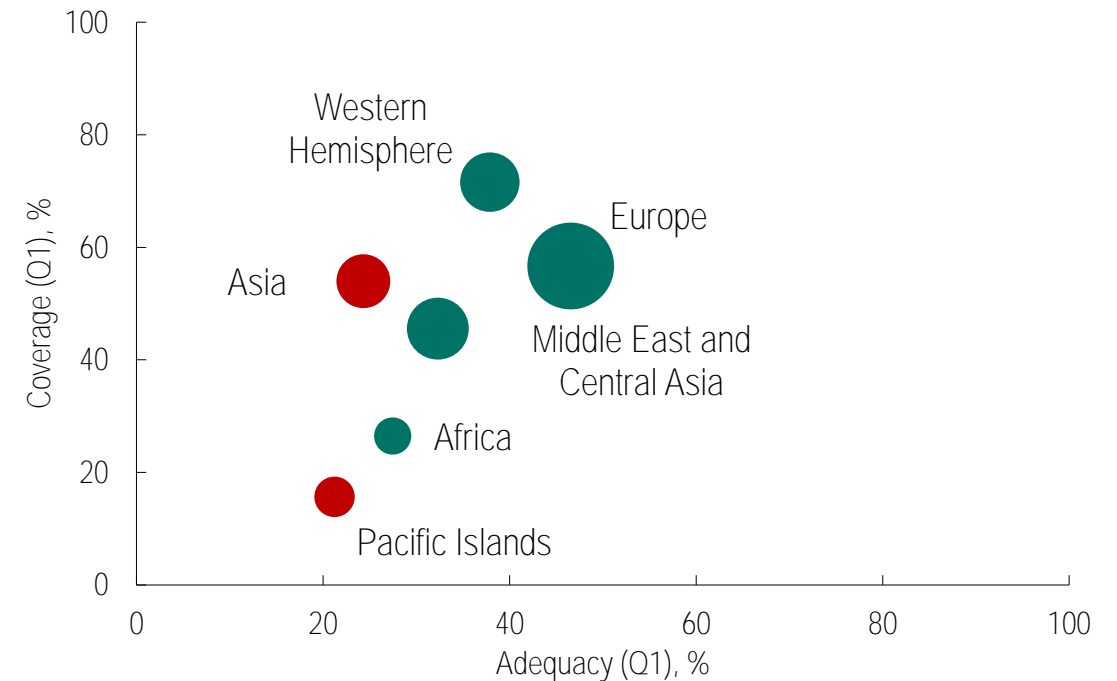 100
80
60
40
20
0
Coverage (Q1), %
Western
Hemisphere
Europe
Asia
Middle East and
Central Asia
Africa
Pacific Islands
0
20
40
60
80
100
Adequacy (Q1), %